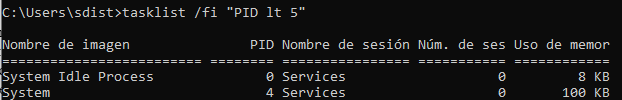 C:\Users\sdist>tasklist /fi "PID lt 5"
Nombre de imagen                    PID Nombre de sesión Núm. de ses Uso de memor
========================= ======== ================ =========== ============
System Idle Process                   0 Services                   0         8 KB
System                                4 Services                   0       100 KB